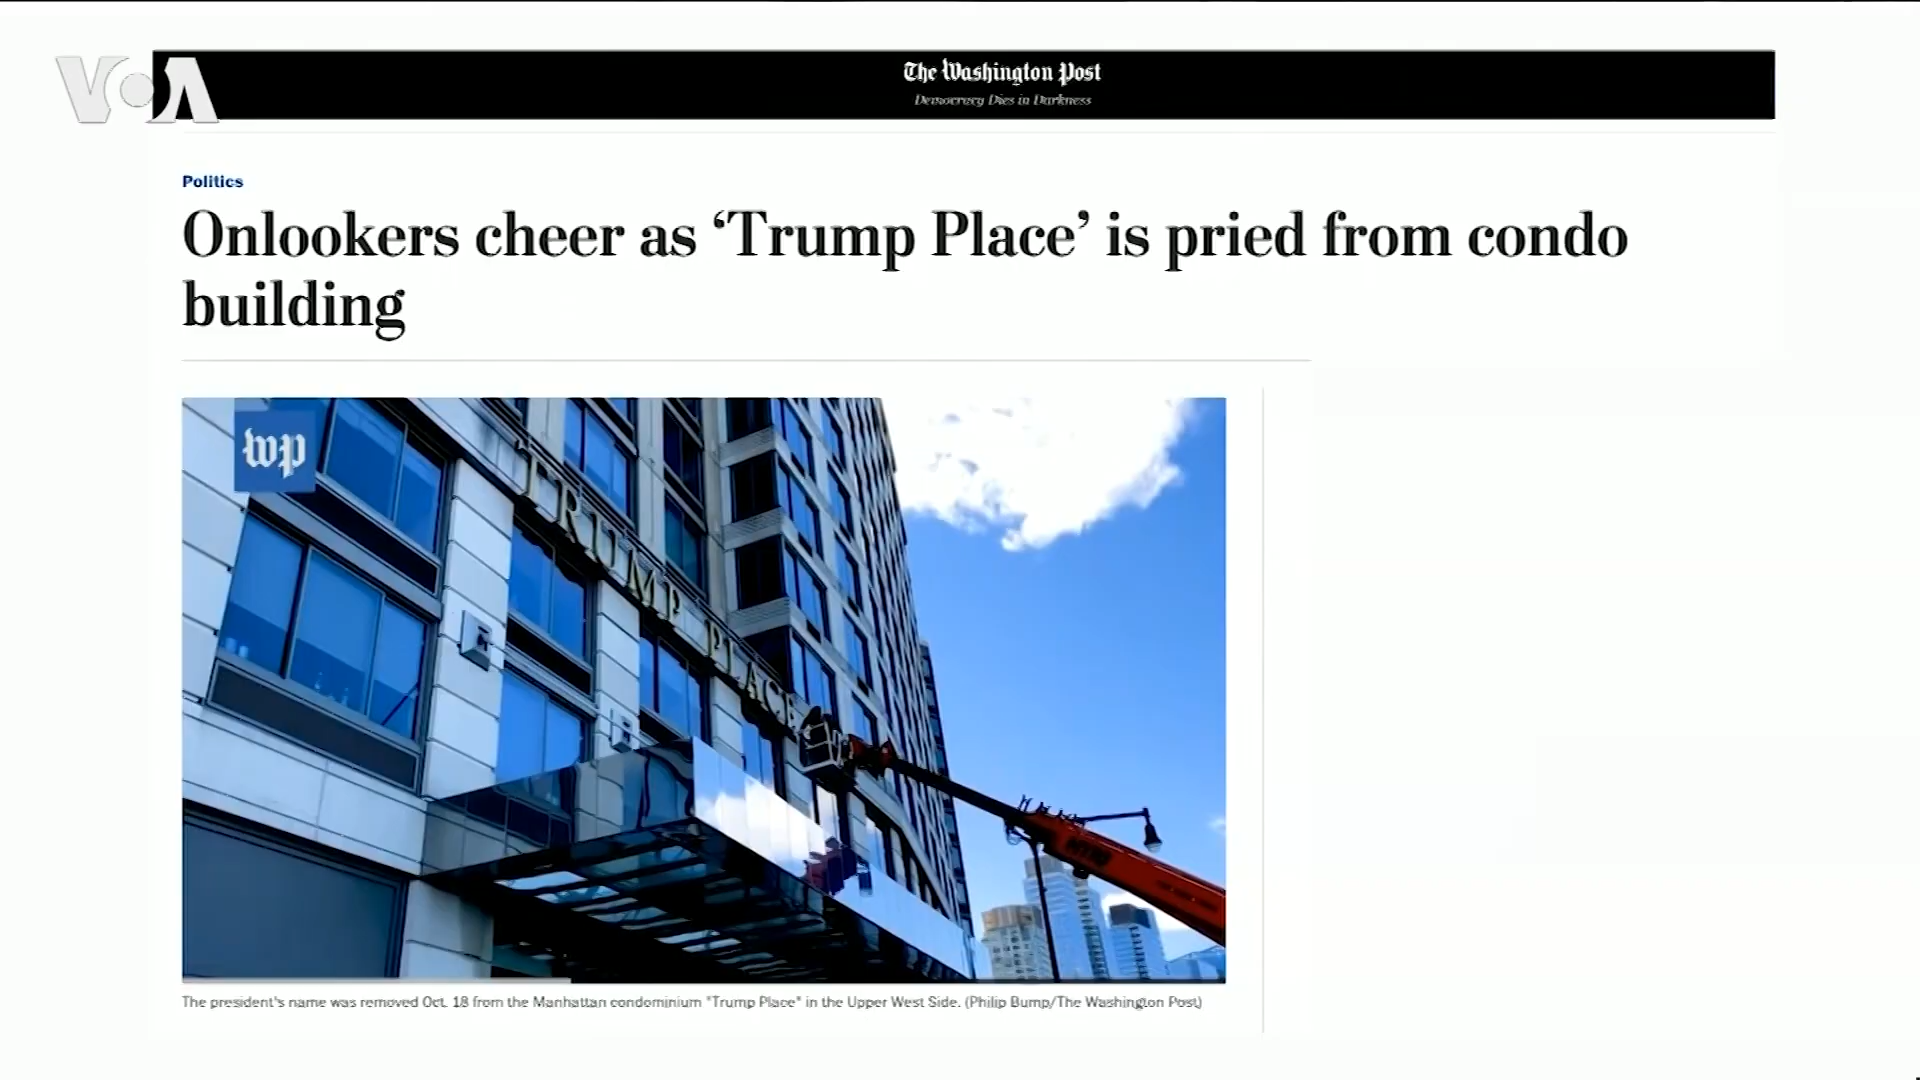 VOA
The Washington Post
Democracy Dies in Darkness
Politics
Onlookers cheer as ‘Trump Place’ is pried from condo
building
wp
TRUMP PLACE
The president's name was removed Oct. 18 from the Manhattan condominium "Trump Place" in the Upper West Side. (Philip Bump/The Washington Post)